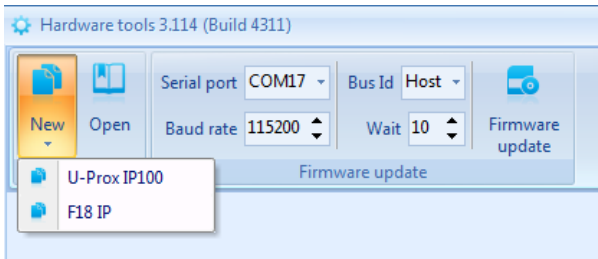 Hardware tools 3.114 (Build 4311)
New
Open
Serial port COM17
Baud rate 115200
Bus Id Host
Wait 10
Firmware
update
Firmware update
U-Prox IP100
F18 IP